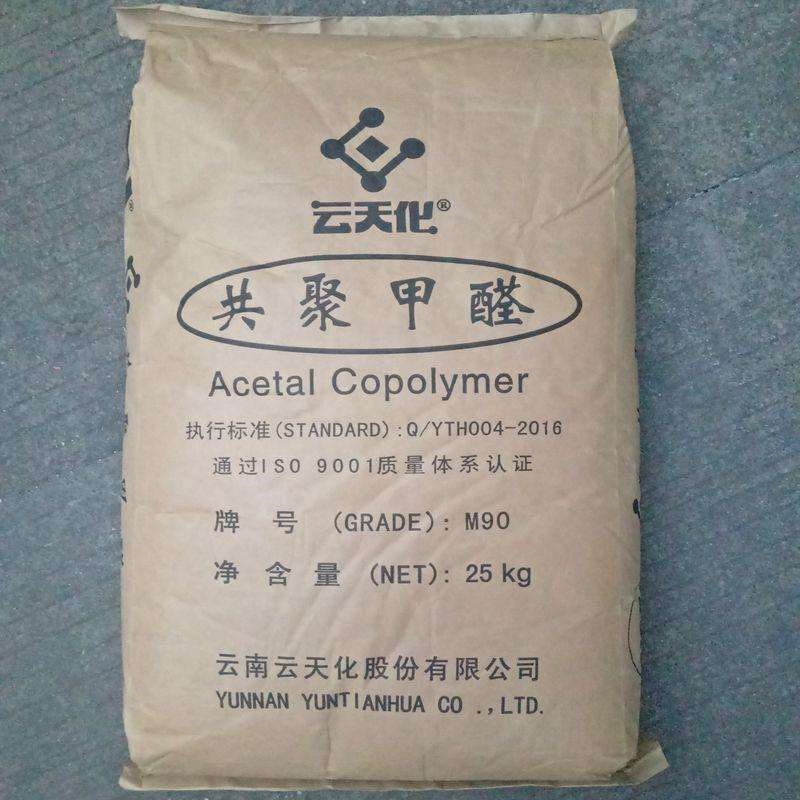 云天化®
共聚甲醛
Acetal Copolymer
执行标准(STANDARD):Q/YTH004-2016
通过ISO 9001质量体系认证
牌 号 (GRADE): M90
净 含 量 (NET): 25 kg
云南云天化股份有限公司
YUNNAN YUNTIANHUA CO .,LTD.